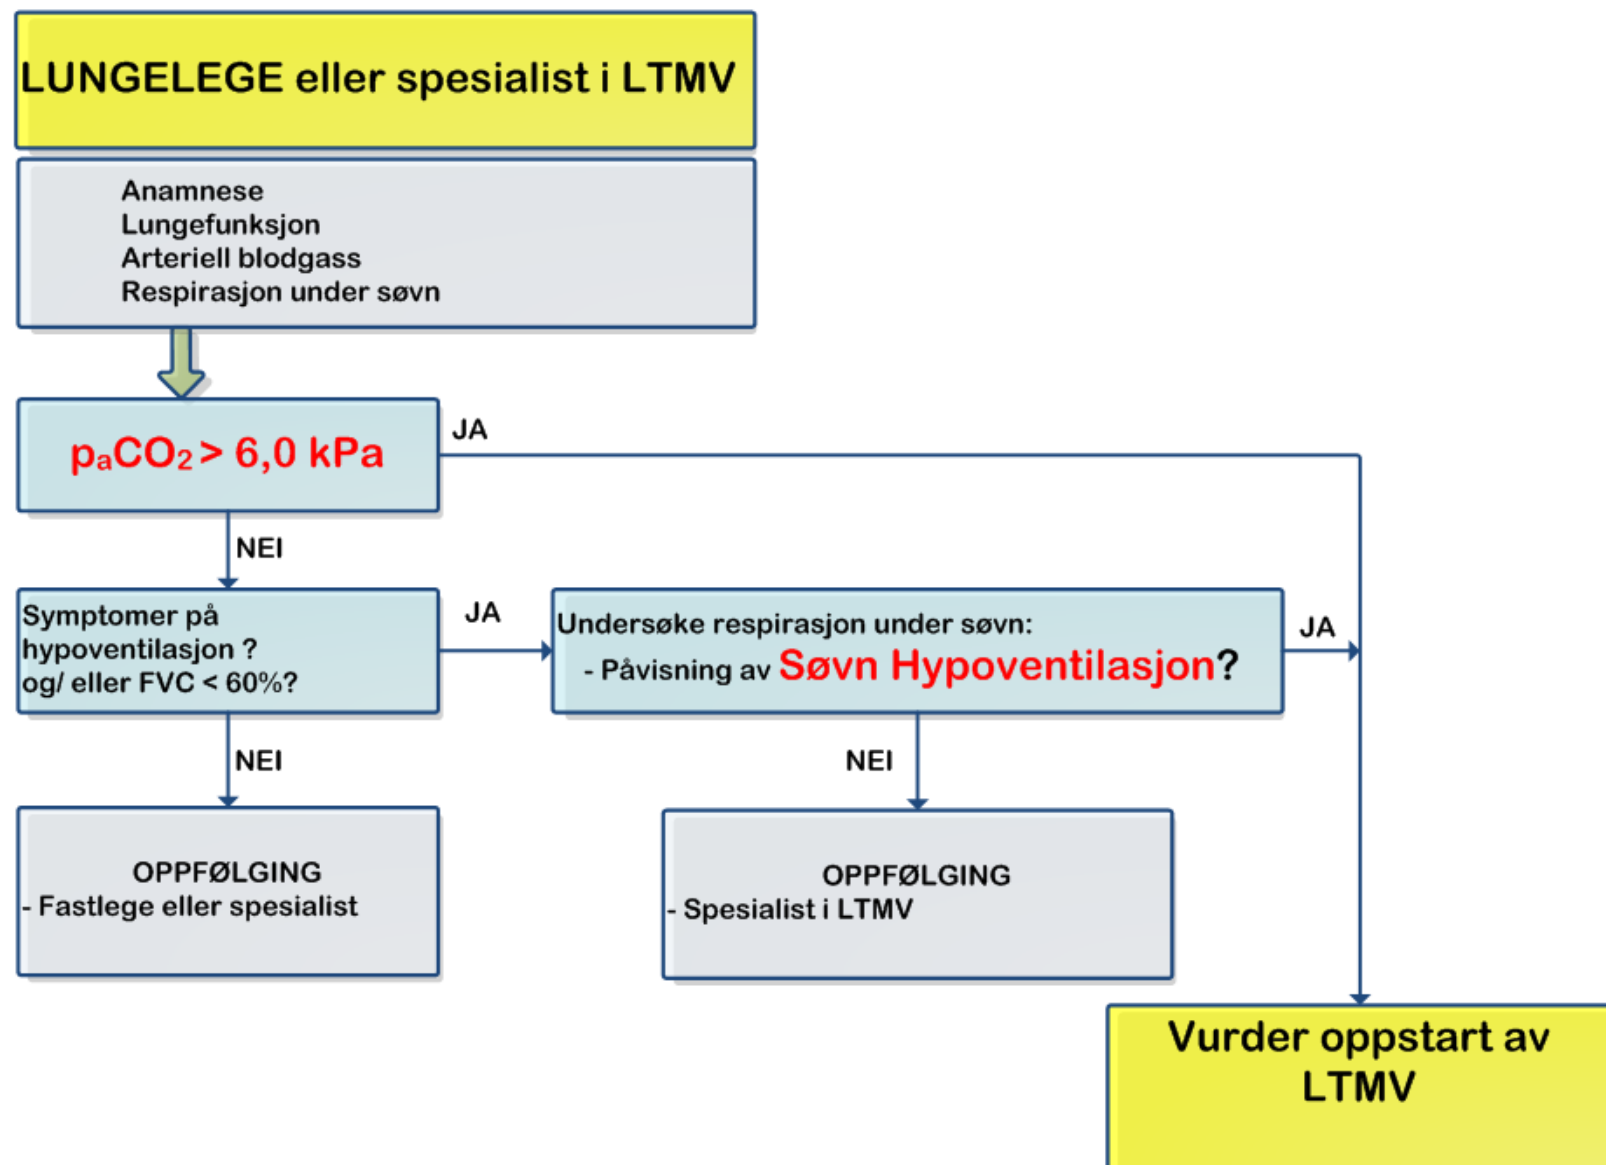 LUNGELEGE eller spesialist i LTMV
Anamnese
Lungefunksjon
Arteriell blodgass
Respirasjon under søvn
paCO2 > 6,0 kPa
JA
NEI
Symptomer på
hypoventilasjon ?
og/ eller FVC < 60%?
JA
Undersøke respirasjon under søvn:
- Påvisning av Søvn Hypoventilasjon?
JA
NEI
NEI
OPPFØLGING
- Fastlege eller spesialist
OPPFØLGING
- Spesialist i LTMV
Vurder oppstart av
LTMV